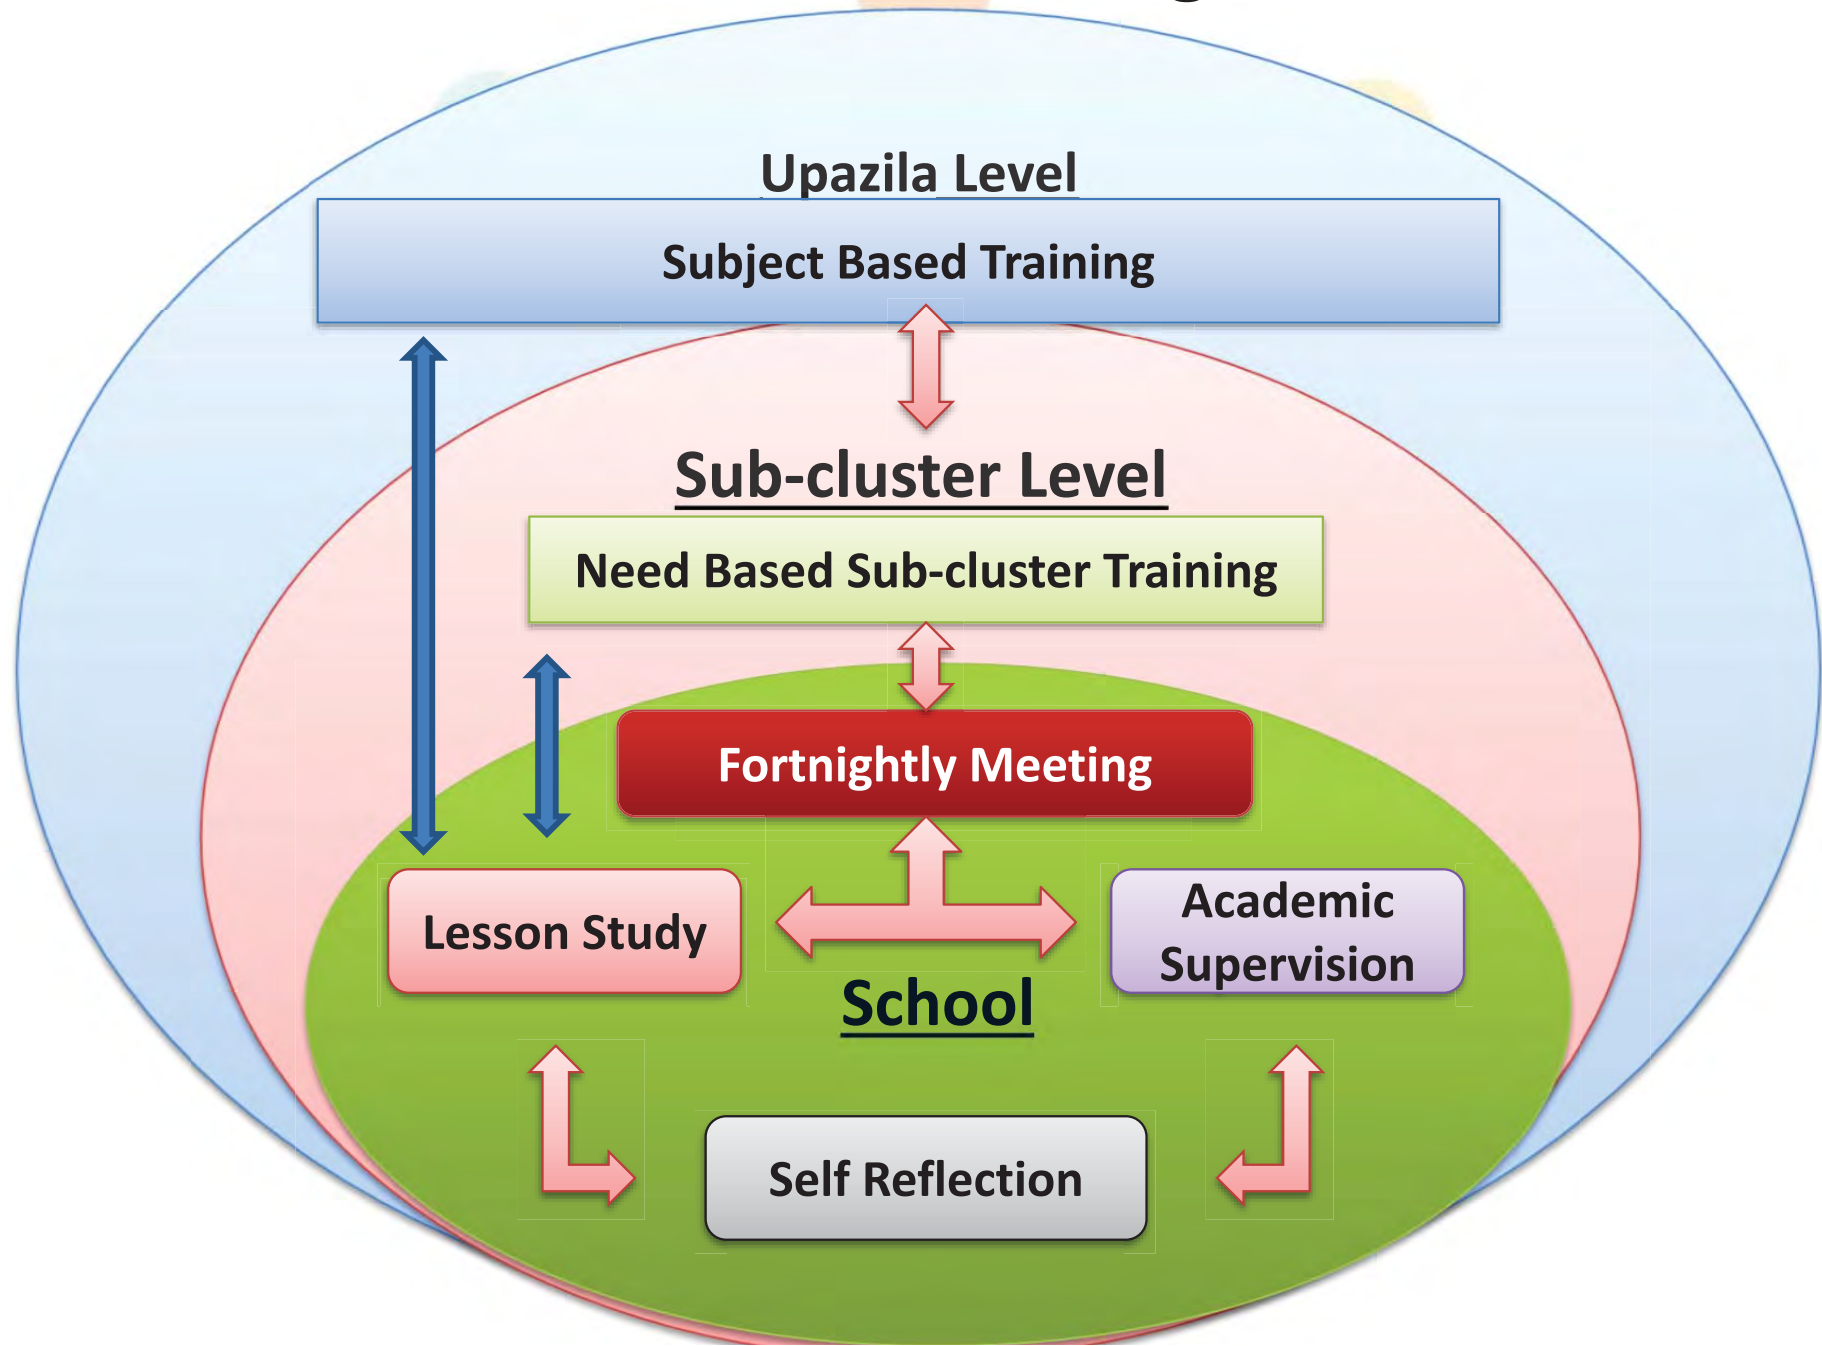 Upazila Level
Subject Based Training
Sub-cluster Level
Need Based Sub-cluster Training
Fortnightly Meeting
Lesson Study
Academic
Supervision
School
Self Reflection